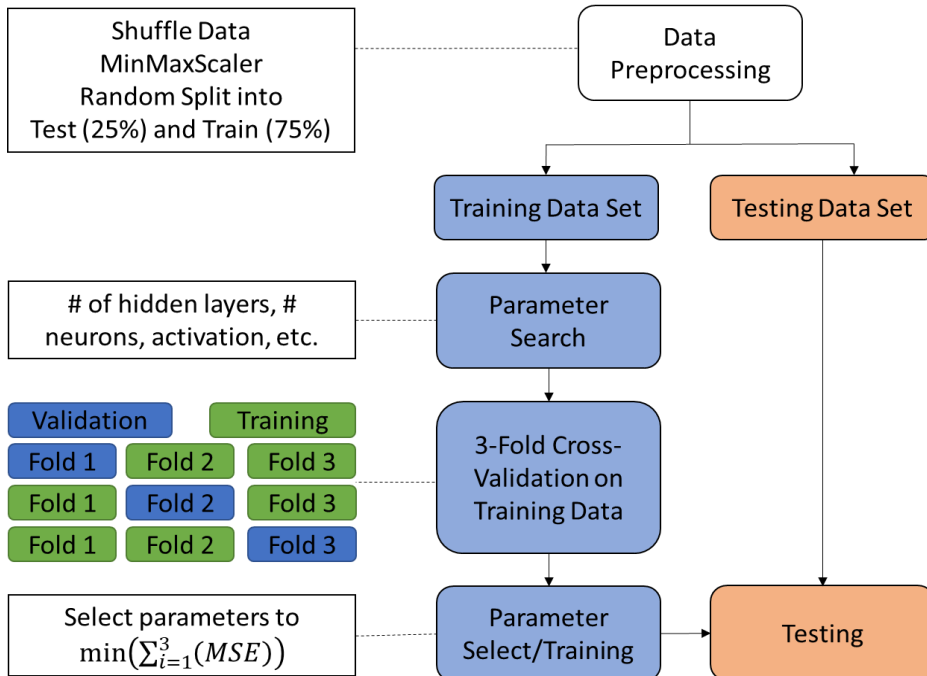 Shuffle Data
MinMaxScaler
Random Split into
Test (25%) and Train (75%)
Data
Preprocessing
Training Data Set
Testing Data Set
# of hidden layers, #
neurons, activation, etc.
Parameter
Search
Validation
Training
Fold 1
Fold 2
Fold 3
Fold 1
Fold 2
Fold 3
Fold 1
Fold 2
Fold 3
3-Fold Cross-
Validation on
Training Data
Select parameters to
min(∑³ᵢ₌₁(MSE))
Parameter
Select/Training
Testing